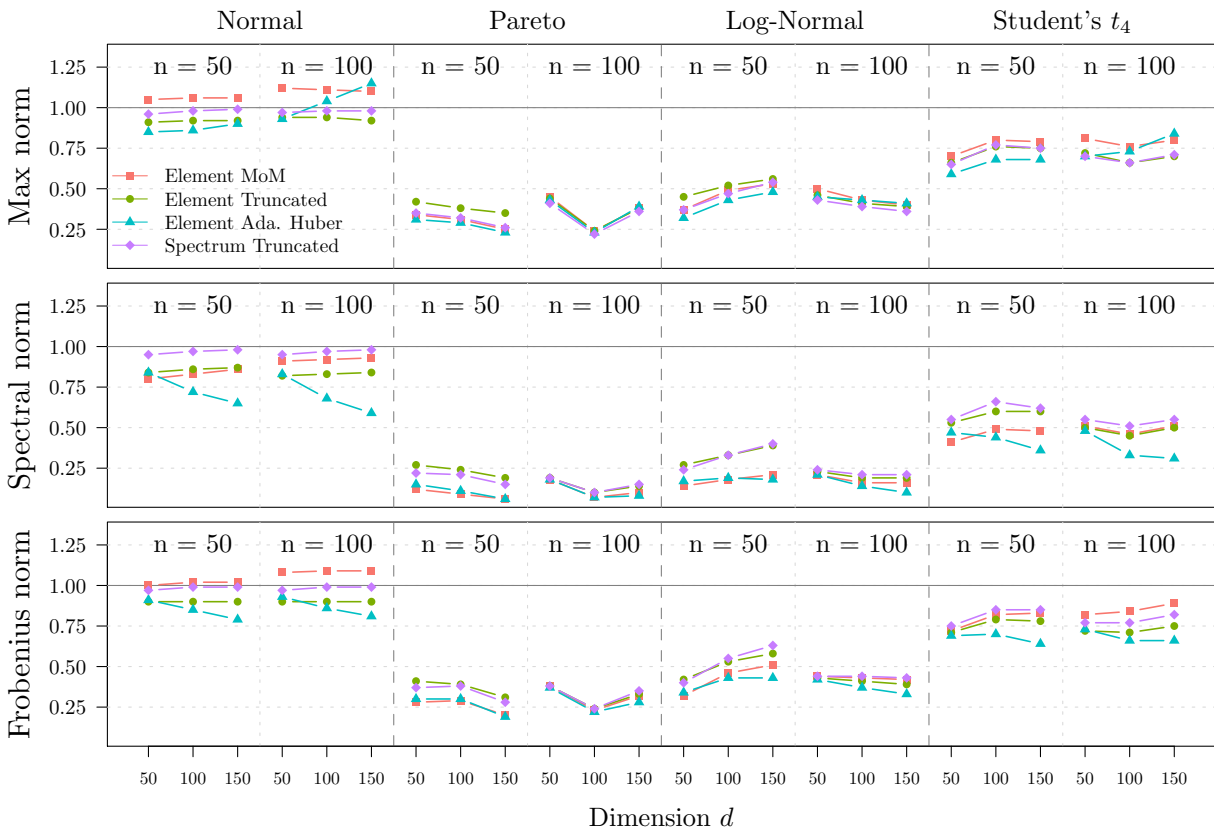 Normal Pareto Log-Normal Student's t4
Max norm
1.25
1.00
0.75
0.50
0.25
n = 50 n = 100 n = 50 n = 100 n = 50 n = 100 n = 50 n = 100
Element MoM
Element Truncated
Element Ada. Huber
Spectrum Truncated
Spectral norm
1.25
1.00
0.75
0.50
0.25
n = 50 n = 100 n = 50 n = 100 n = 50 n = 100 n = 50 n = 100
Frobenius norm
1.25
1.00
0.75
0.50
0.25
n = 50 n = 100 n = 50 n = 100 n = 50 n = 100 n = 50 n = 100
50 100 150 50 100 150 50 100 150 50 100 150 50 100 150 50 100 150 50 100 150 50 100 150
Dimension d